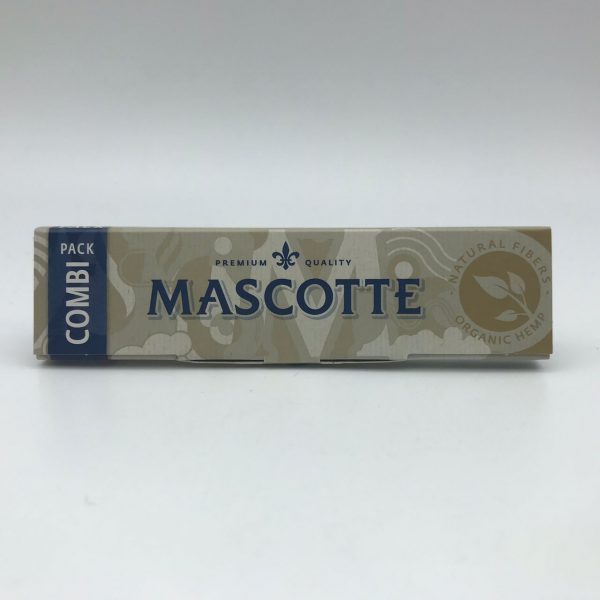 COMBI
PACK
PREMIUM QUALITY
MASCOTTE
NATURAL FIBERS
ORGANIC HEMP